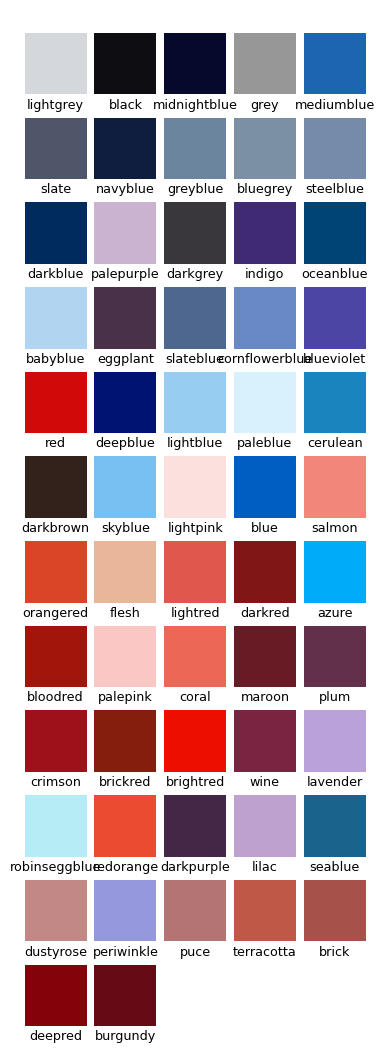 lightgrey black midnightblue grey mediumblue
slate navyblue greyblue bluegrey steelblue
darkblue palepurple darkgrey indigo oceanblue
babyblue eggplant slateblue cornflowerblue blueviolet
red deepblue lightblue paleblue cerulean
darkbrown skyblue lightpink blue salmon
orangered flesh lightred darkred azure
bloodred palepink coral maroon plum
crimson brickred brightred wine lavender
robinseggblue redorange darkpurple lilac seablue
dustyrose periwinkle puce terracotta brick
deepred burgundy